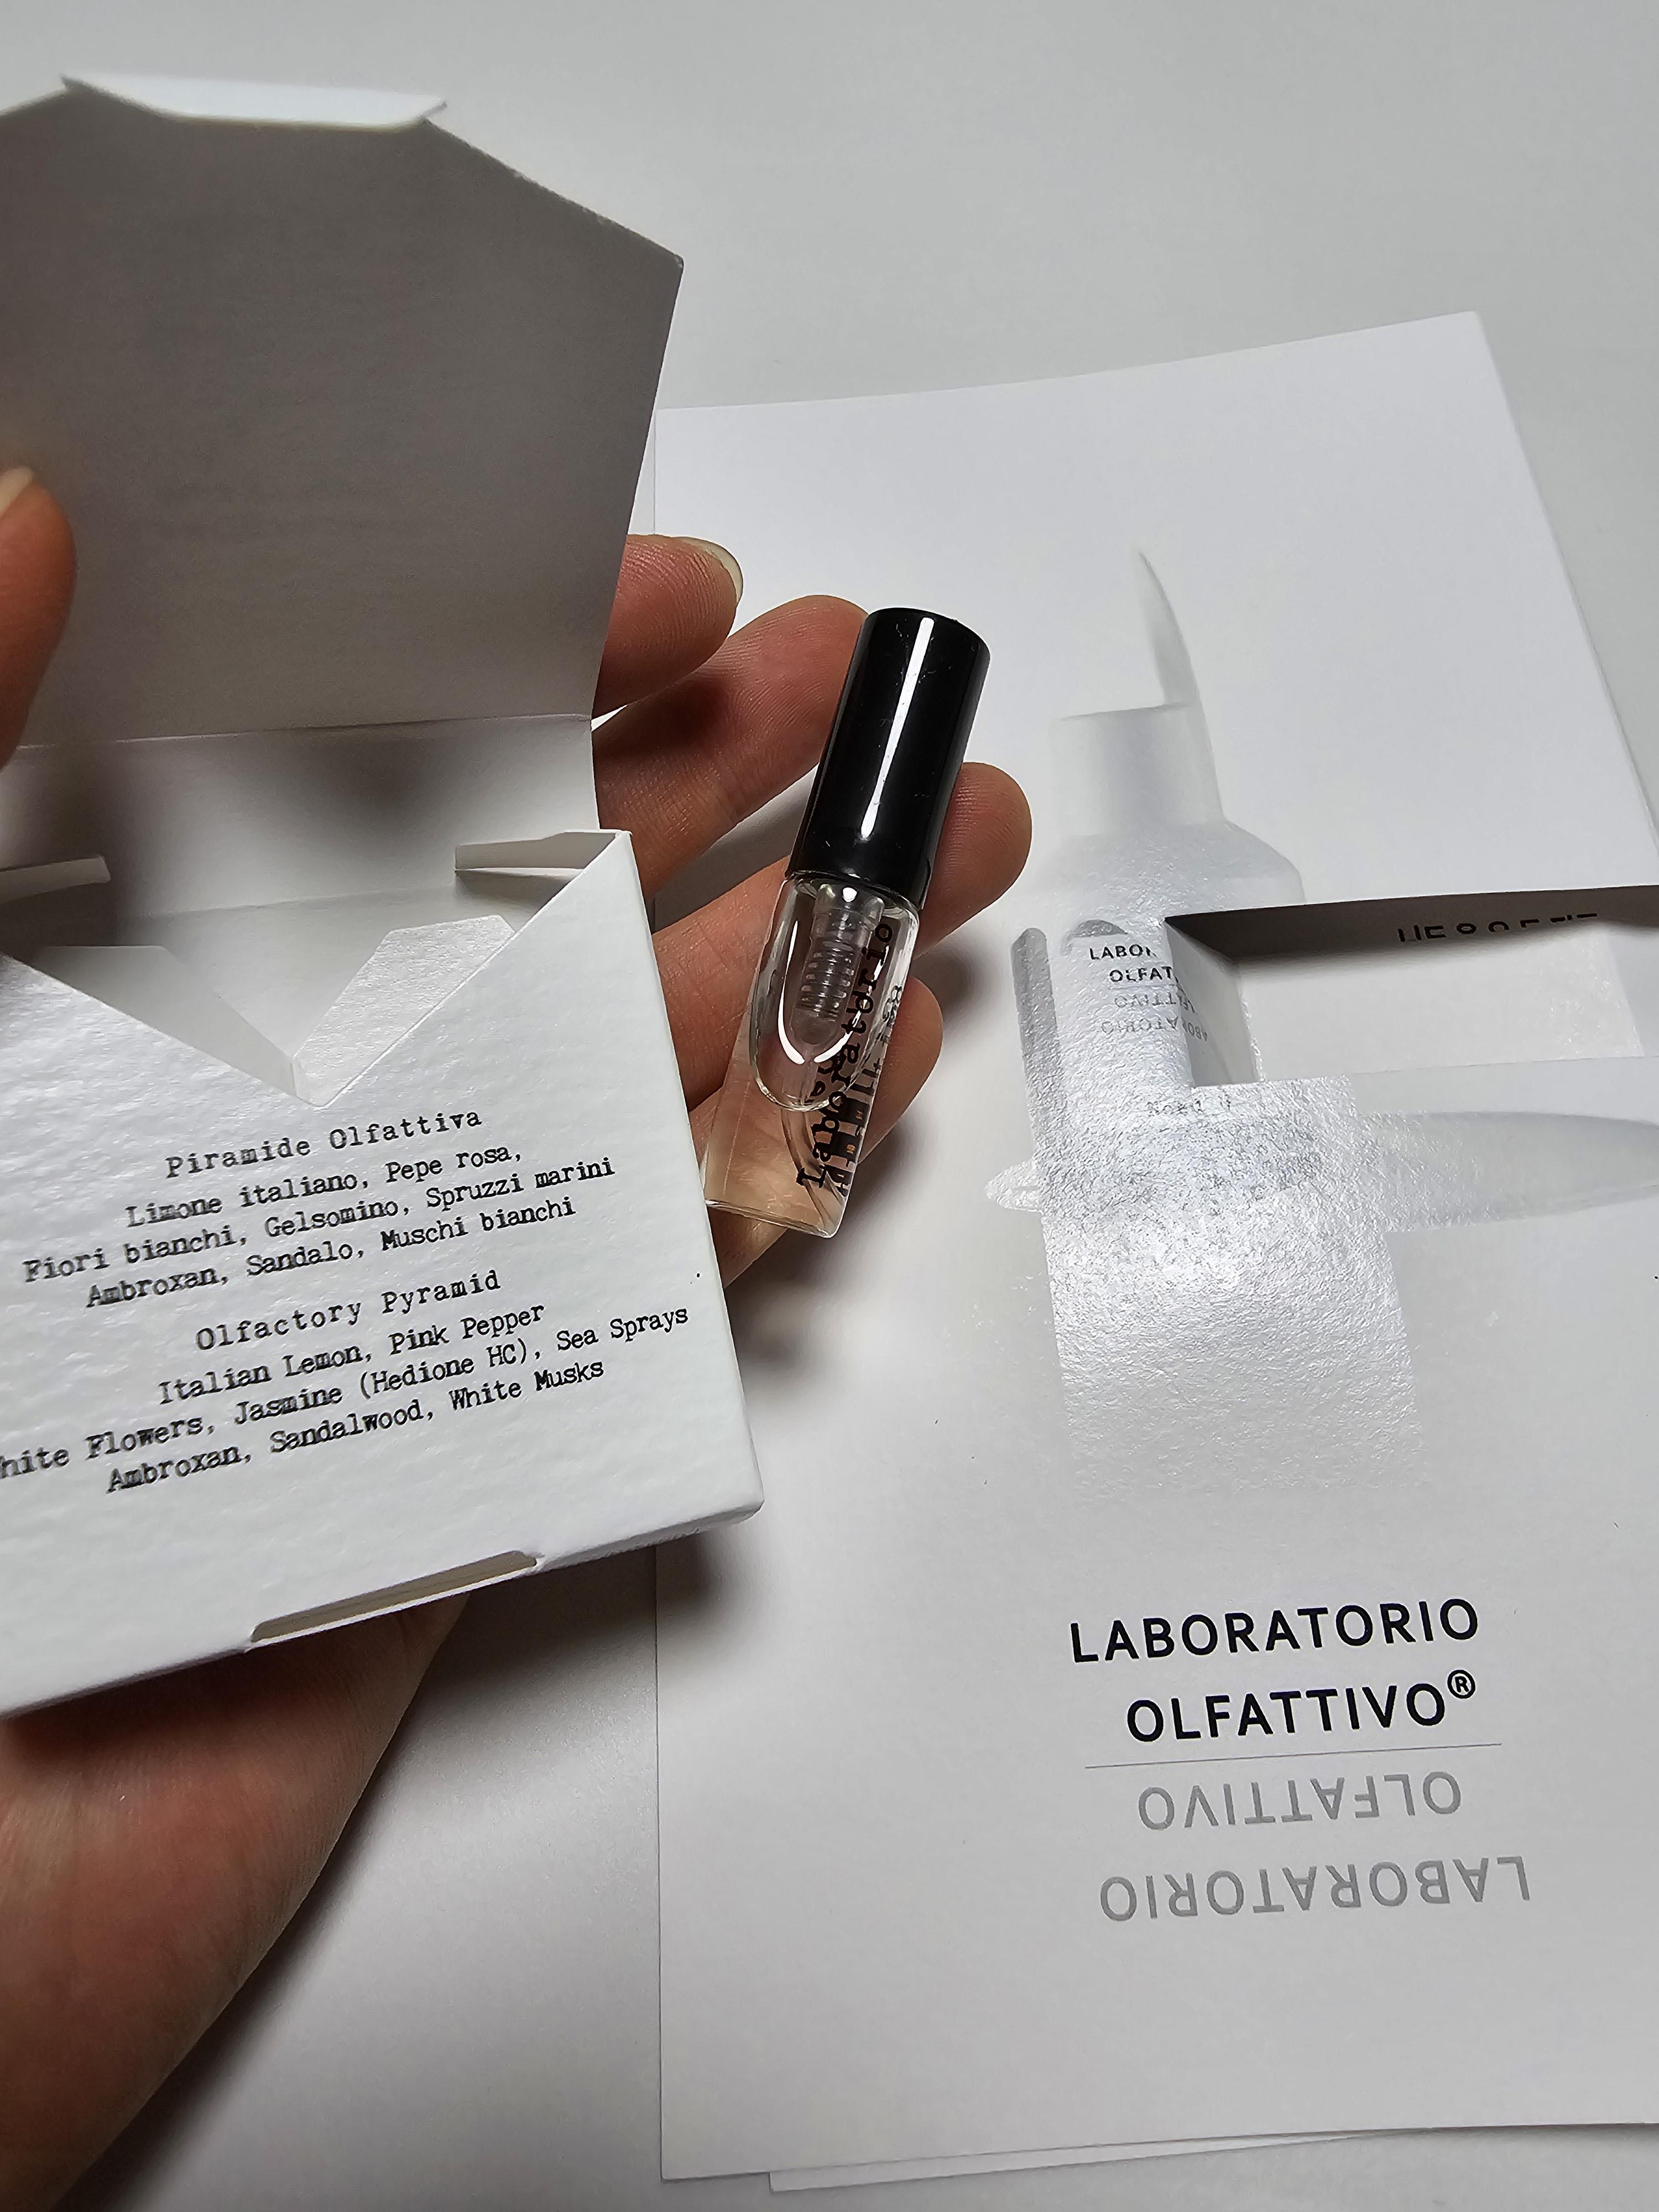 Piramide Olfattiva
Limone italiano, Pepe rosa,
Fiori bianchi, Gelsomino, Spruzzi marini
Ambroxan, Sandalo, Muschi bianchi
Olfactory Pyramid
Italian Lemon, Pink Pepper
Flowers, Jasmine (Hedione HC), Sea Sprays
Ambroxan, Sandalwood, White Musks
Laboratorio
LABORATORIO
OLFATTIVO®
OLFATTIVO
LABORATORIO